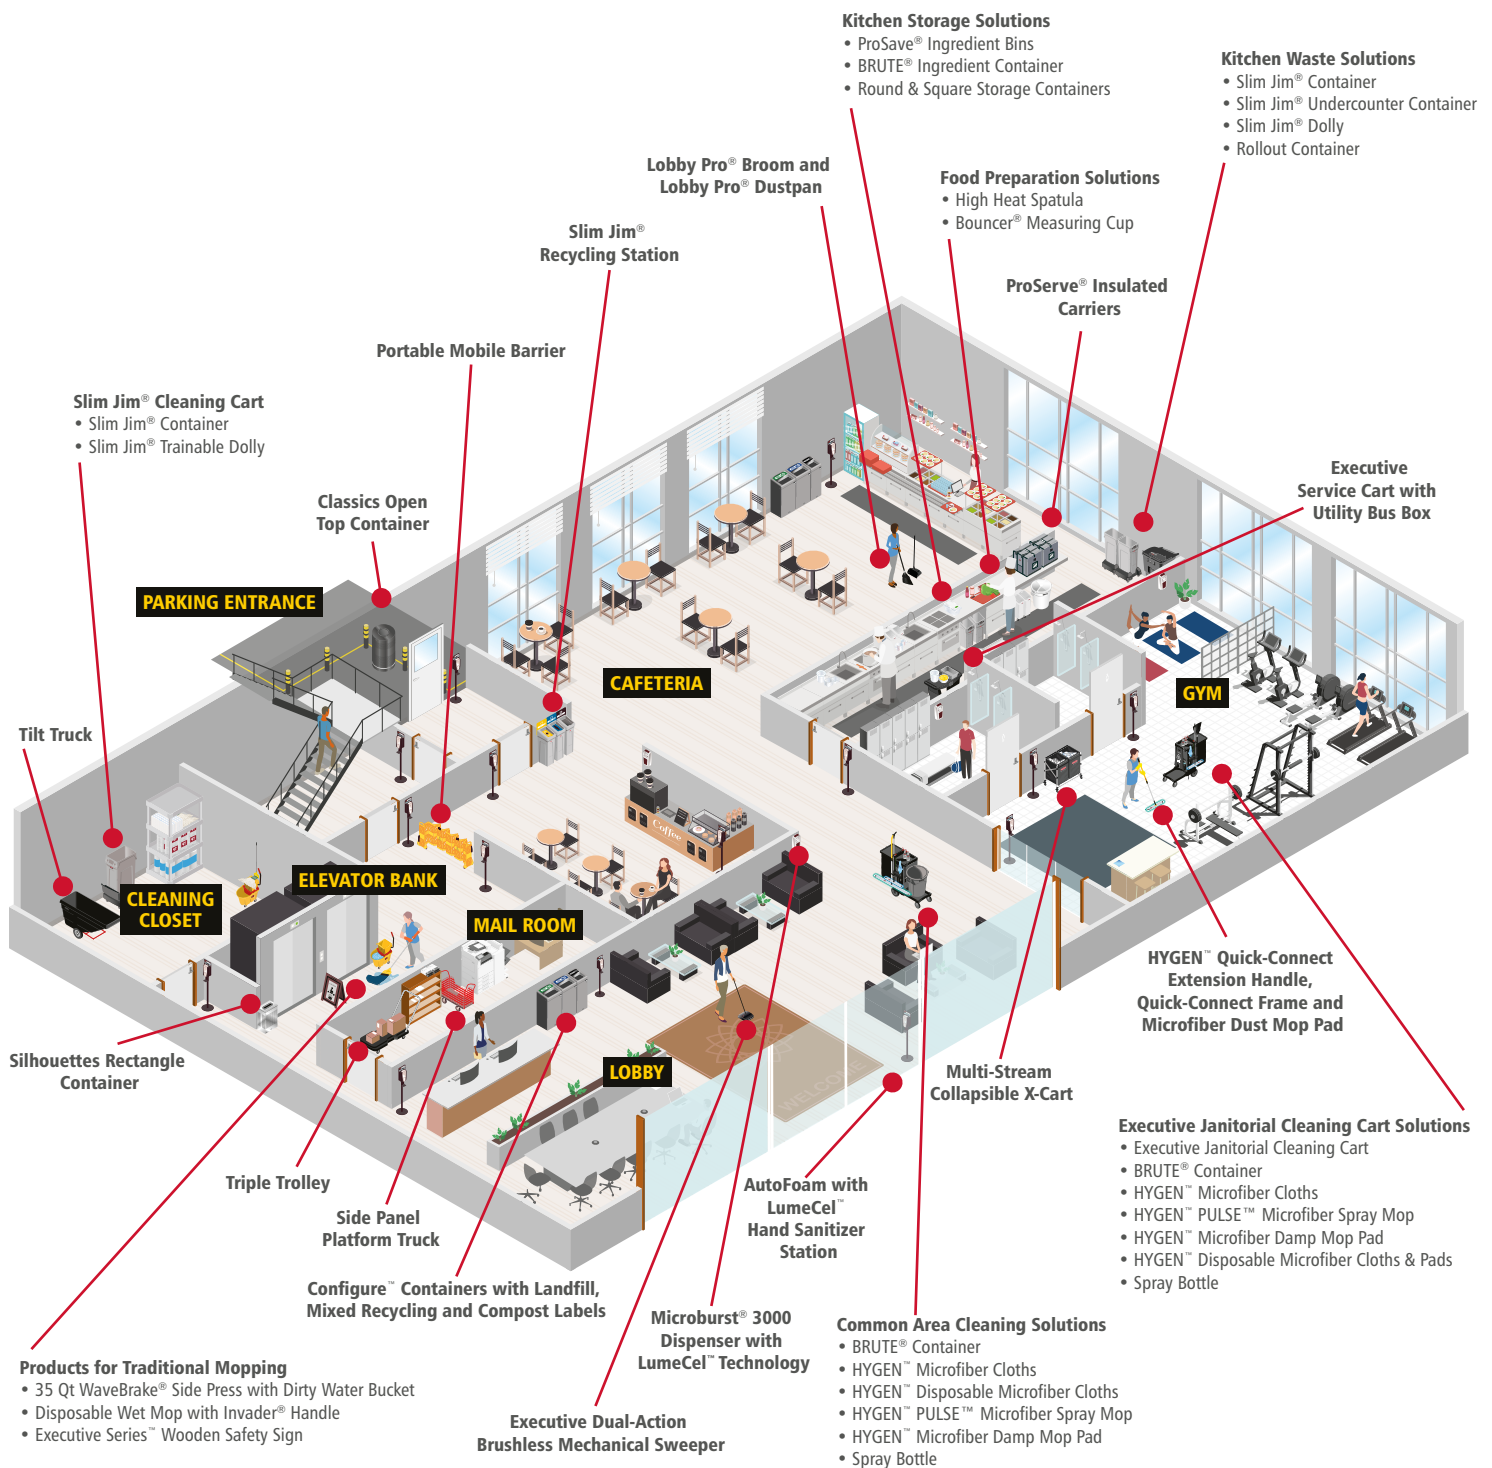 Kitchen Storage Solutions
• ProSave® Ingredient Bins
• BRUTE® Ingredient Container
• Round & Square Storage Containers
Kitchen Waste Solutions
• Slim Jim® Container
• Slim Jim® Undercounter Container
• Slim Jim® Dolly
• Rollout Container
Lobby Pro® Broom and
Lobby Pro® Dustpan
Food Preparation Solutions
• High Heat Spatula
• Bouncer® Measuring Cup
Slim Jim®
Recycling Station
ProServe® Insulated
Carriers
Portable Mobile Barrier
Slim Jim® Cleaning Cart
• Slim Jim® Container
• Slim Jim® Trainable Dolly
Classics Open
Top Container
Executive
Service Cart with
Utility Bus Box
PARKING ENTRANCE
CAFETERIA
GYM
Tilt Truck
Coffee
CLEANING
CLOSET
ELEVATOR BANK
MAIL ROOM
HYGEN™ Quick-Connect
Extension Handle,
Quick-Connect Frame and
Microfiber Dust Mop Pad
Silhouettes Rectangle
Container
LOBBY
WELCOME
Multi-Stream
Collapsible X-Cart
Executive Janitorial Cleaning Cart Solutions
• Executive Janitorial Cleaning Cart
• BRUTE® Container
• HYGEN™ Microfiber Cloths
• HYGEN™ PULSE™ Microfiber Spray Mop
• HYGEN™ Microfiber Damp Mop Pad
• HYGEN™ Disposable Microfiber Cloths & Pads
• Spray Bottle
Triple Trolley
Side Panel
Platform Truck
AutoFoam with
LumeCel™
Hand Sanitizer
Station
Configure™ Containers with Landfill,
Mixed Recycling and Compost Labels
Microburst® 3000
Dispenser with
LumeCel™ Technology
Common Area Cleaning Solutions
• BRUTE® Container
• HYGEN™ Microfiber Cloths
• HYGEN™ Disposable Microfiber Cloths
• HYGEN™ PULSE™ Microfiber Spray Mop
• HYGEN™ Microfiber Damp Mop Pad
• Spray Bottle
Products for Traditional Mopping
• 35 Qt WaveBrake® Side Press with Dirty Water Bucket
• Disposable Wet Mop with Invader® Handle
• Executive Series™ Wooden Safety Sign
Executive Dual-Action
Brushless Mechanical Sweeper